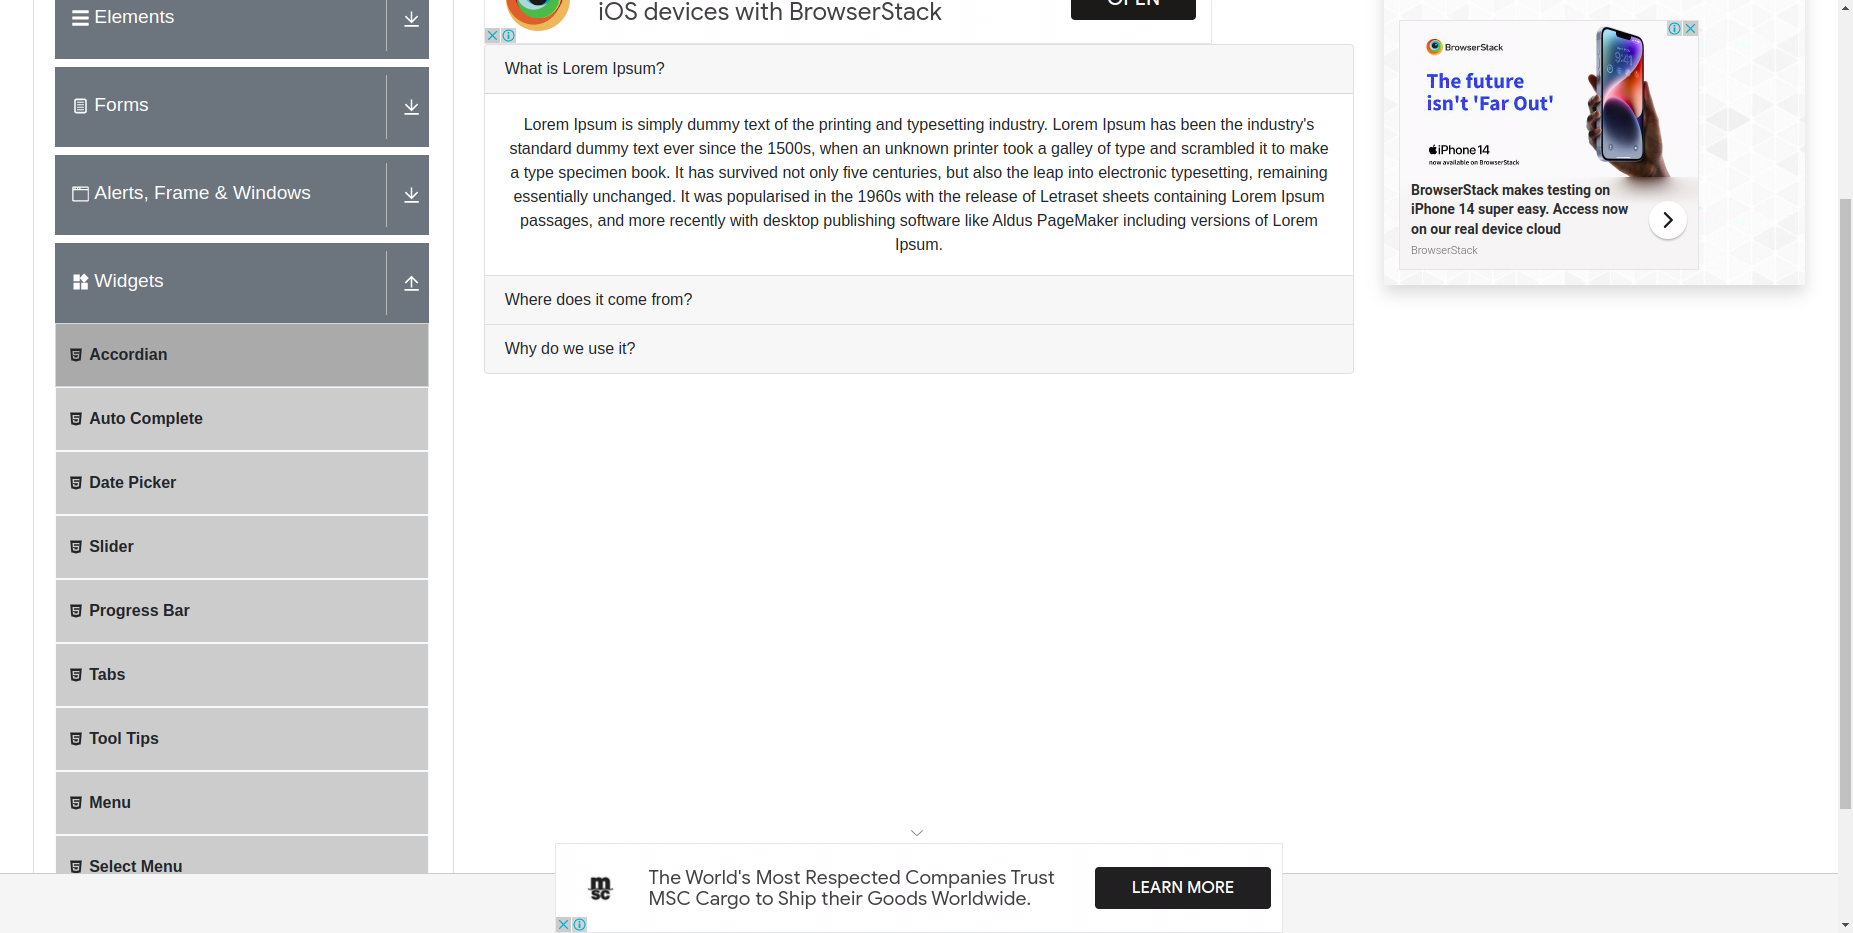 Elements
Forms
Alerts, Frame & Windows
Widgets
Accordian
Auto Complete
Date Picker
Slider
Progress Bar
Tabs
Tool Tips
Menu
Select Menu
iOS devices with BrowserStack
OPEN
What is Lorem Ipsum?
Lorem Ipsum is simply dummy text of the printing and typesetting industry. Lorem Ipsum has been the industry's
standard dummy text ever since the 1500s, when an unknown printer took a galley of type and scrambled it to make
a type specimen book. It has survived not only five centuries, but also the leap into electronic typesetting, remaining
essentially unchanged. It was popularised in the 1960s with the release of Letraset sheets containing Lorem Ipsum
passages, and more recently with desktop publishing software like Aldus PageMaker including versions of Lorem
Ipsum.
Where does it come from?
Why do we use it?
BrowserStack
The future
isn't 'Far Out'
9:41
iPhone 14
now available on BrowserStack
BrowserStack makes testing on
iPhone 14 super easy. Access now
on our real device cloud
BrowserStack
msc
The World's Most Respected Companies Trust
MSC Cargo to Ship their Goods Worldwide.
LEARN MORE